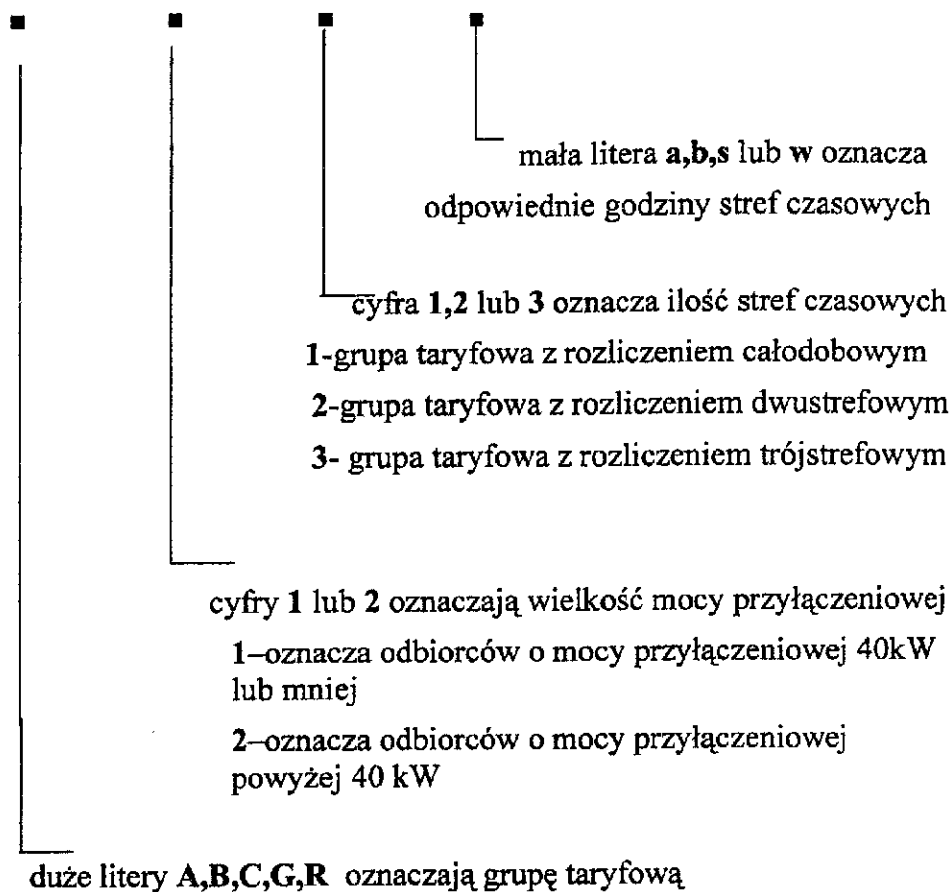 mała litera a,b,s lub w oznacza
odpowiednie godziny stref czasowych
cyfra 1,2 lub 3 oznacza ilość stref czasowych
1-grupa taryfowa z rozliczeniem całodobowym
2-grupa taryfowa z rozliczeniem dwustrefowym
3- grupa taryfowa z rozliczeniem trójstrefowym
cyfry 1 lub 2 oznaczają wielkość mocy przyłączeniowej
1–oznacza odbiorców o mocy przyłączeniowej 40kW
lub mniej
2–oznacza odbiorców o mocy przyłączeniowej
powyżej 40 kW
duże litery A,B,C,G,R oznaczają grupę taryfową